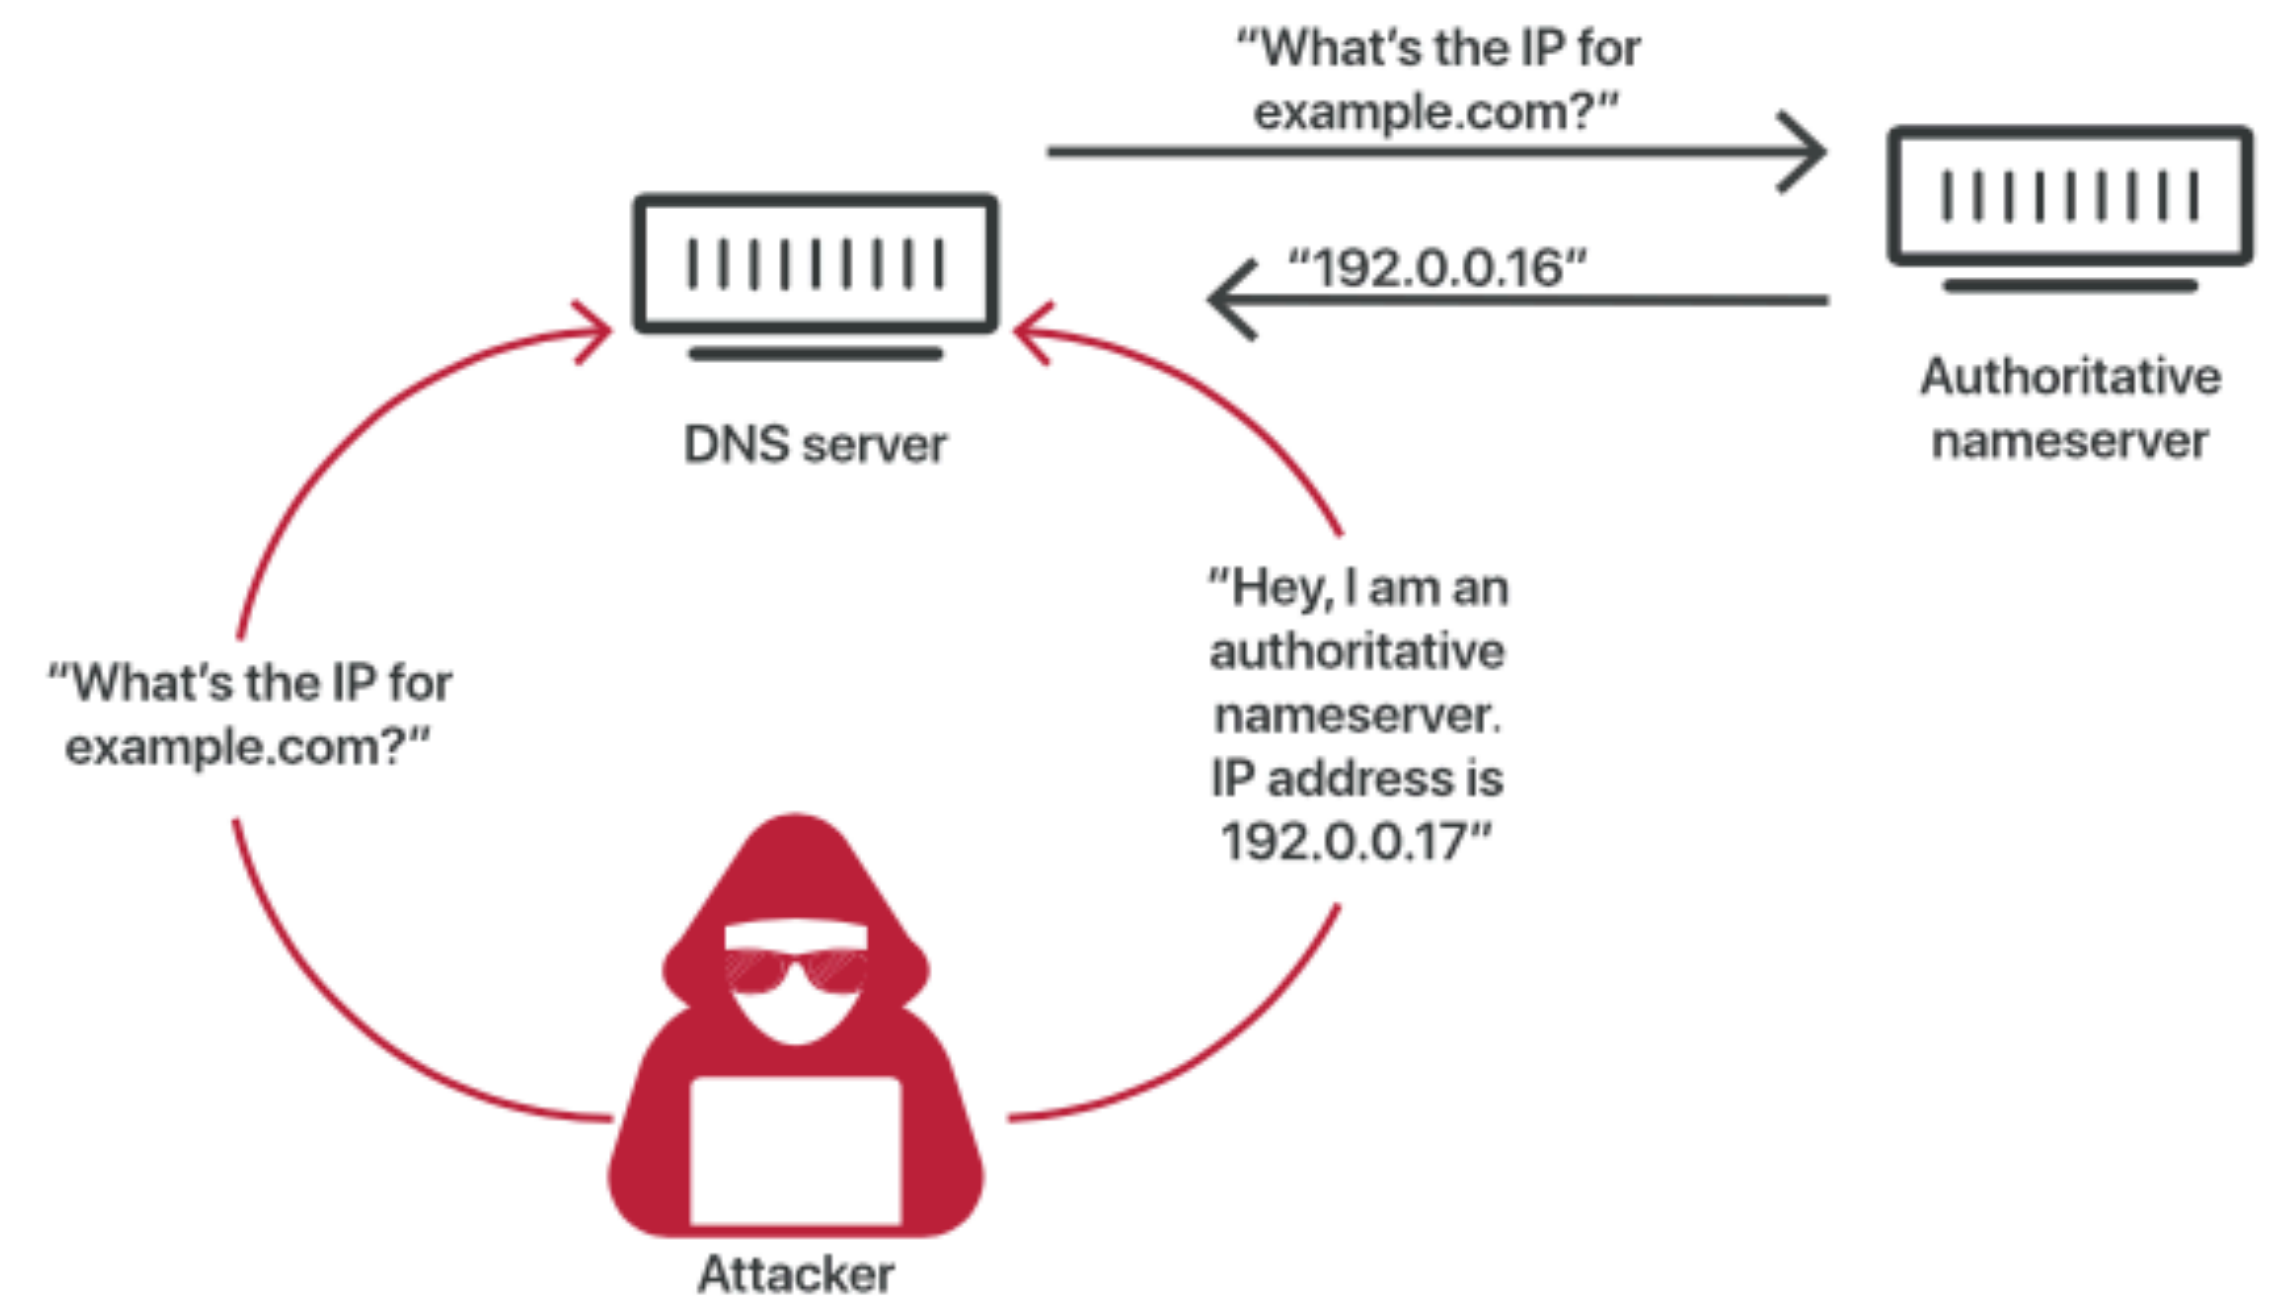 “What’s the IP for
example.com?”
“192.0.0.16”
DNS server
Authoritative
nameserver
“What’s the IP for
example.com?”
“Hey, I am an
authoritative
nameserver.
IP address is
192.0.0.17”
Attacker